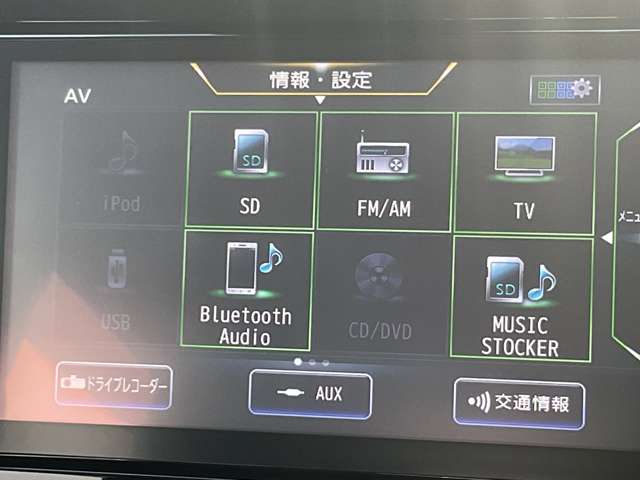 情報・設定
AV
iPod
SD
SD
FM/AM
TV
メニュ
USB
Bluetooth
Audio
CD/DVD
SD
MUSIC
STOCKER
ドライブレコーダー
AUX
交通情報